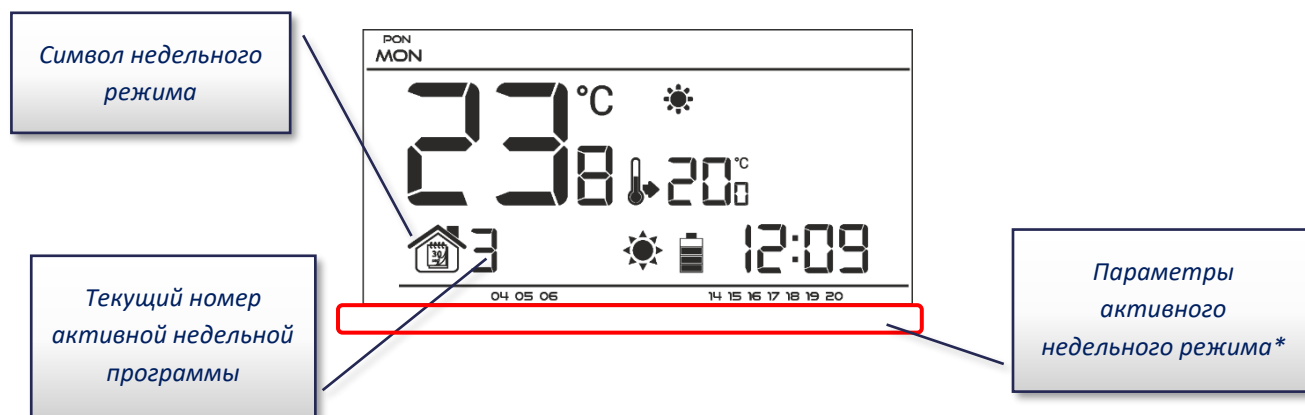 Символ недельного
режима
PON
MON
23 8 °C
20 0 °C
30
3
12:09
04 05 06 14 15 16 17 18 19 20
Текущий номер
активной недельной
программы
Параметры
активного
недельного режима*